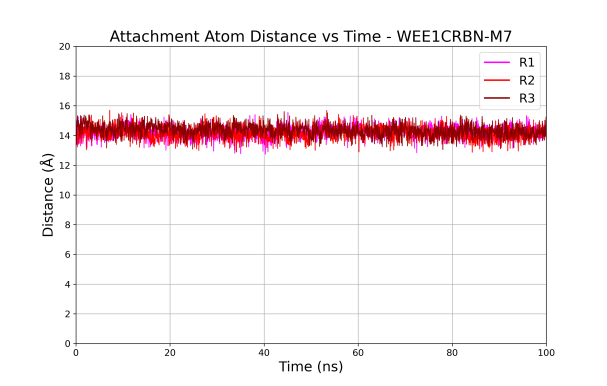 Attachment Atom Distance vs Time - WEE1CRBN-M7
20
18
16
14
12
10
8
6
4
2
0
Distance (Å)
R1
R2
R3
0 20 40 60 80 100
Time (ns)